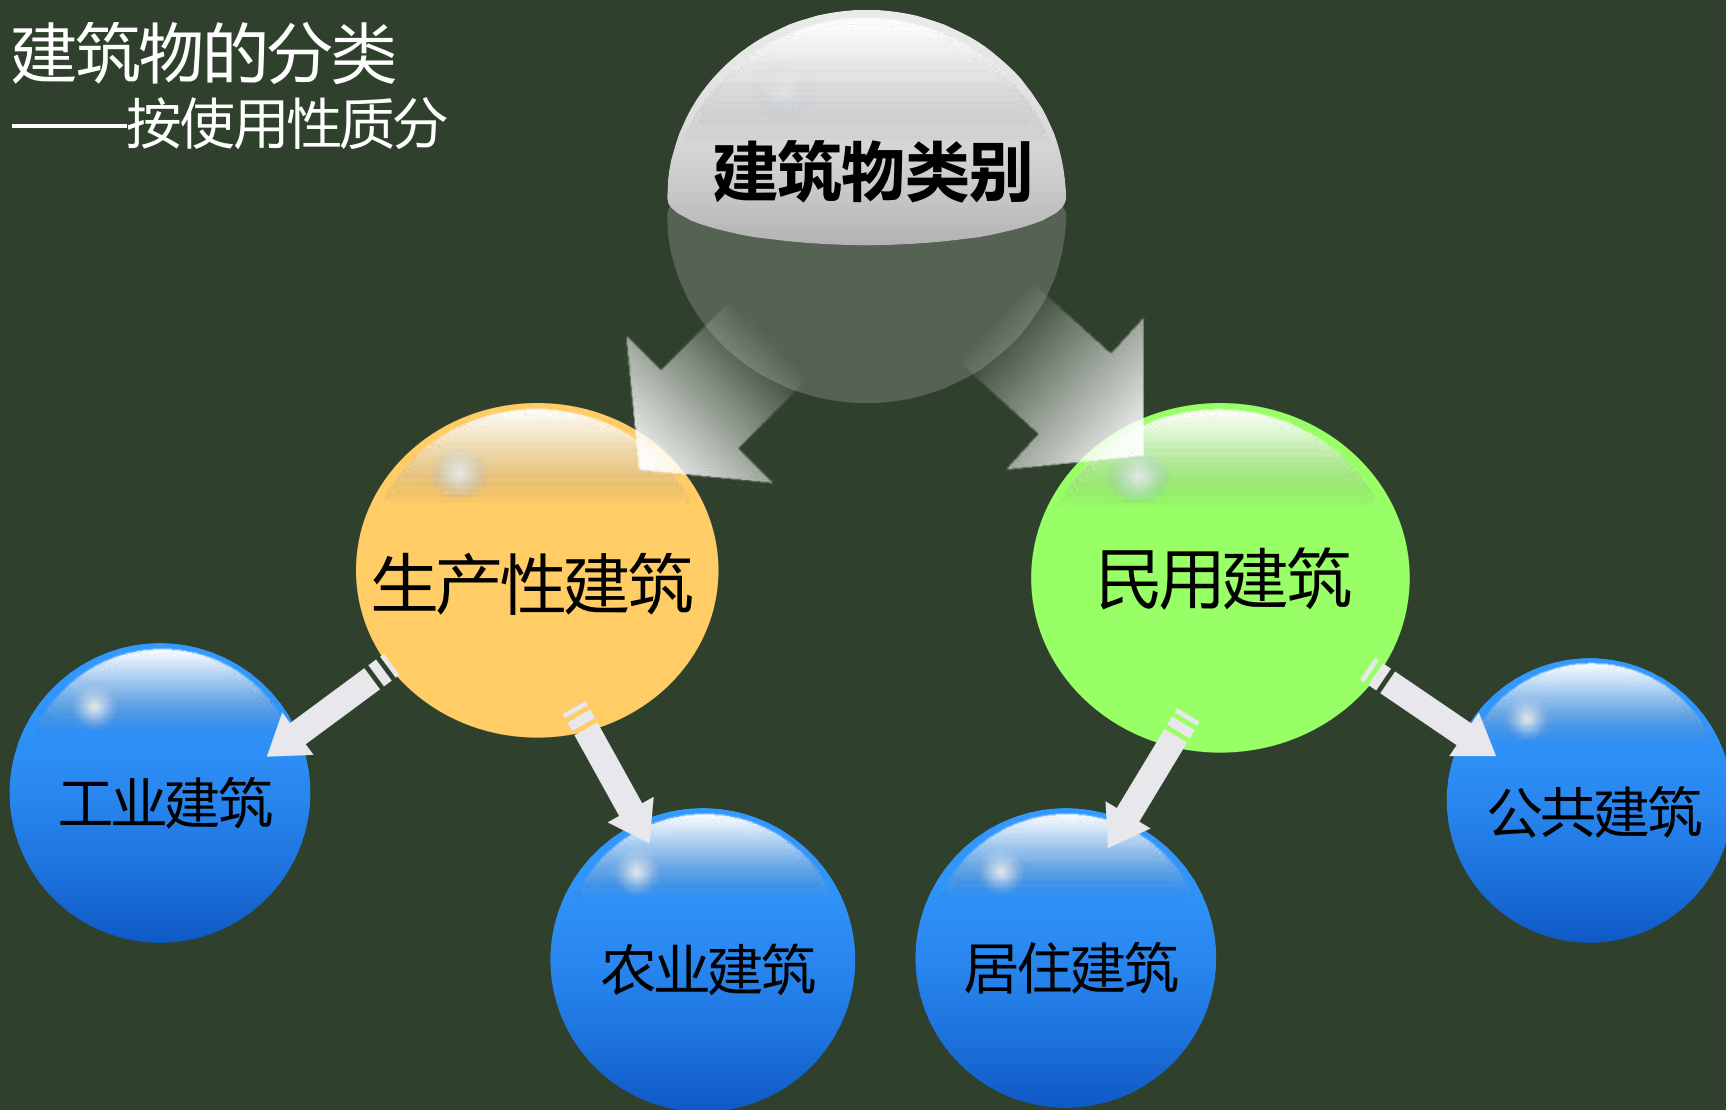 建筑物的分类
——按使用性质分
建筑物类别
生产性建筑
民用建筑
工业建筑
农业建筑
居住建筑
公共建筑